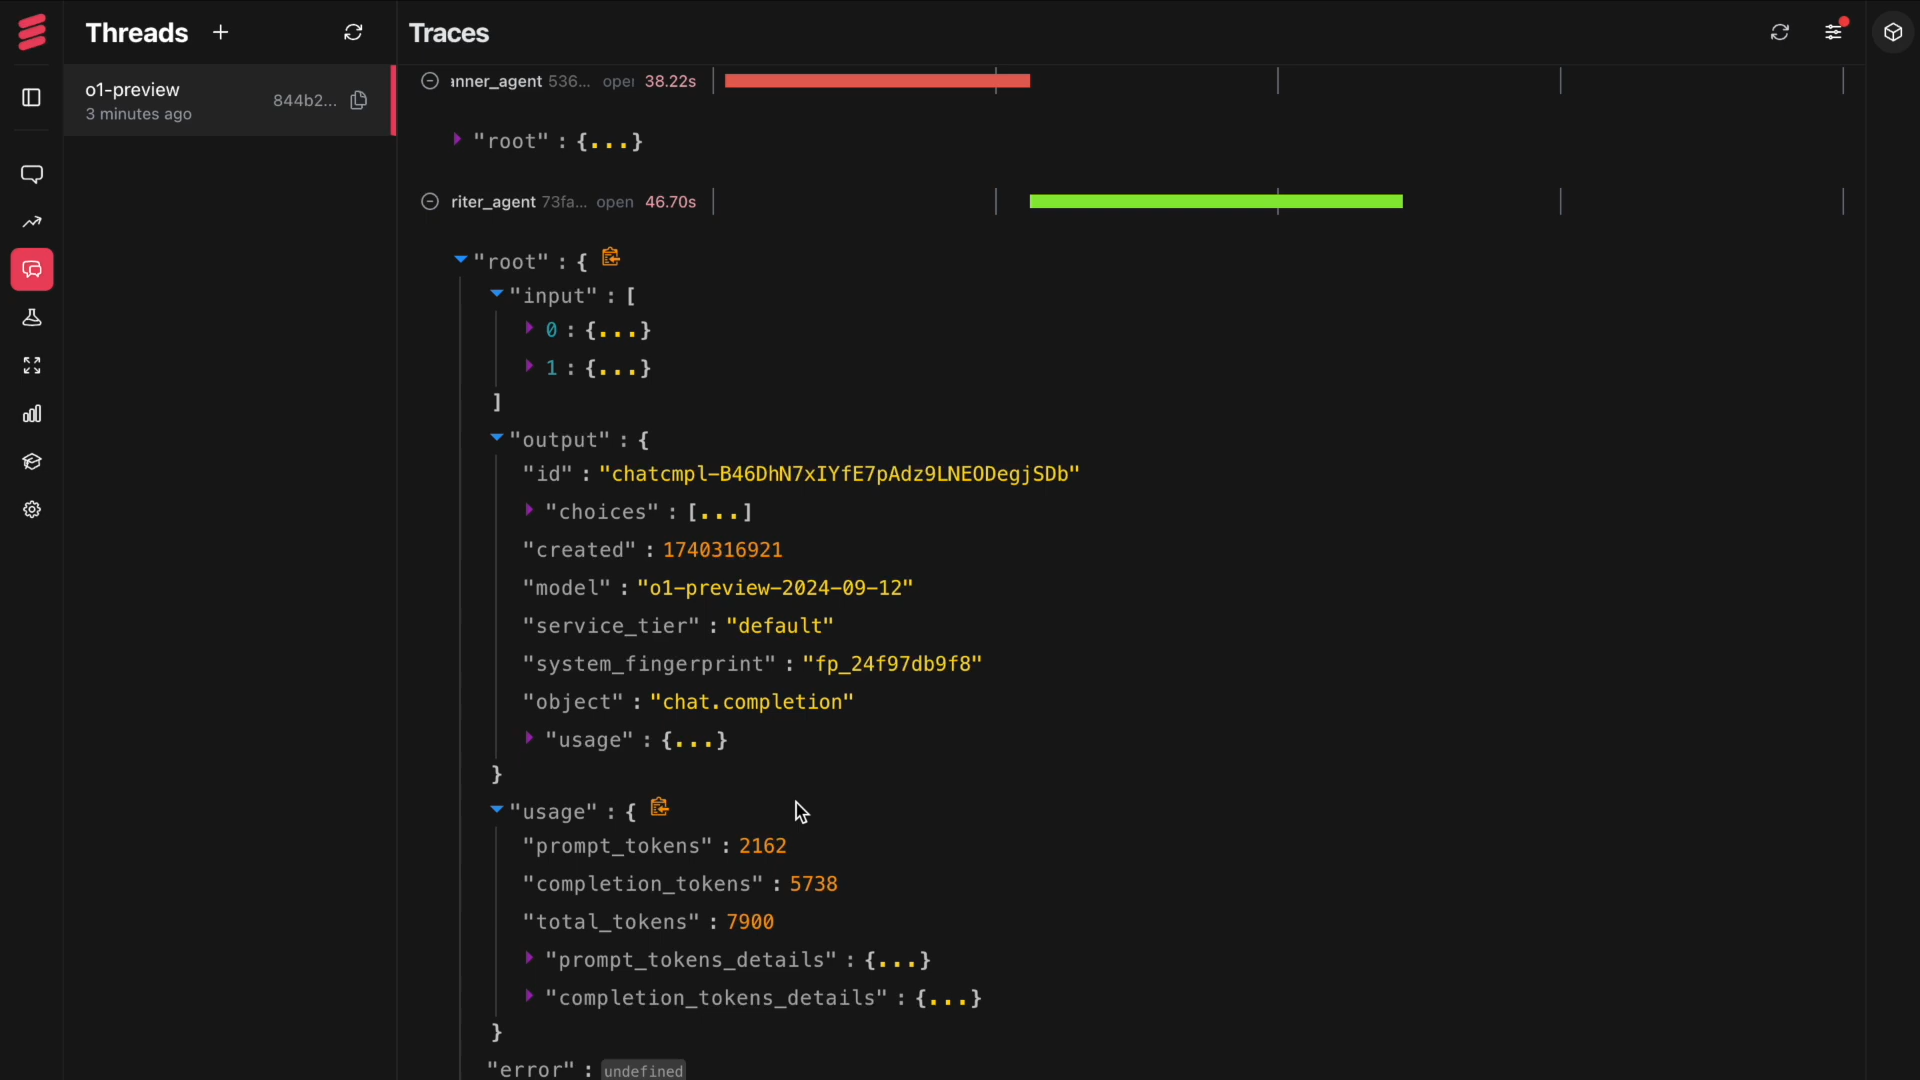 Threads
Traces
o1-preview
3 minutes ago
844b2...
anner_agent 536... oper 38.22s
"root" : {...}
riter_agent 73fa... open 46.70s
"root" : {
"input" : [
0 : {...}
1 : {...}
]
"output" : {
"id" : "chatcmpl-B46DhN7xIYfE7pAdz9LNEODegjSDb"
"choices" : [...]
"created" : 1740316921
"model" : "o1-preview-2024-09-12"
"service_tier" : "default"
"system_fingerprint" : "fp_24f97db9f8"
"object" : "chat.completion"
"usage" : {...}
}
"usage" : {
"prompt_tokens" : 2162
"completion_tokens" : 5738
"total_tokens" : 7900
"prompt_tokens_details" : {...}
"completion_tokens_details" : {...}
}
"error" : undefined